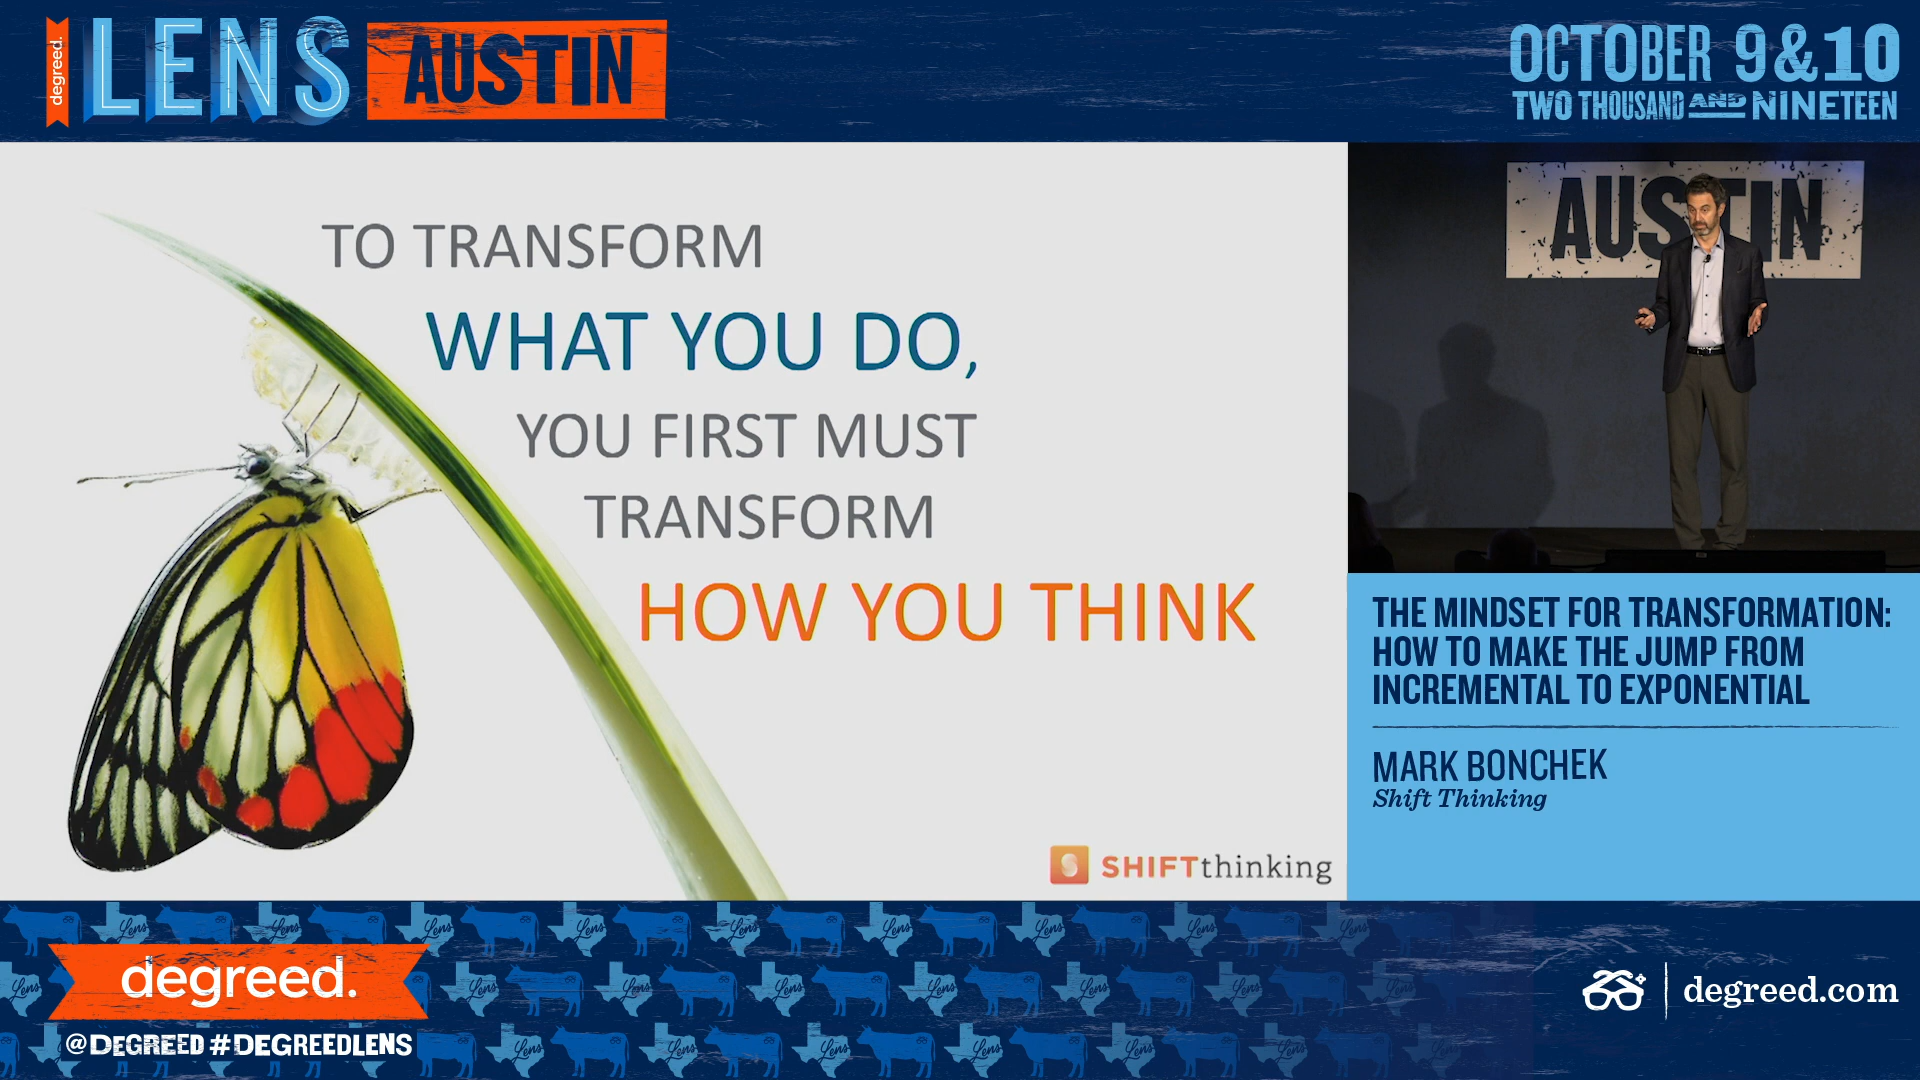 degreed.
LENS
AUSTIN
OCTOBER 9&10
TWO THOUSAND AND NINETEEN
TO TRANSFORM
WHAT YOU DO,
YOU FIRST MUST
TRANSFORM
HOW YOU THINK
SHIFTthinking
AUSTIN
THE MINDSET FOR TRANSFORMATION:
HOW TO MAKE THE JUMP FROM
INCREMENTAL TO EXPONENTIAL
MARK BONCHEK
Shift Thinking
degreed.
@DEGREED #DEGREEDLENS
Lens
degreed.com